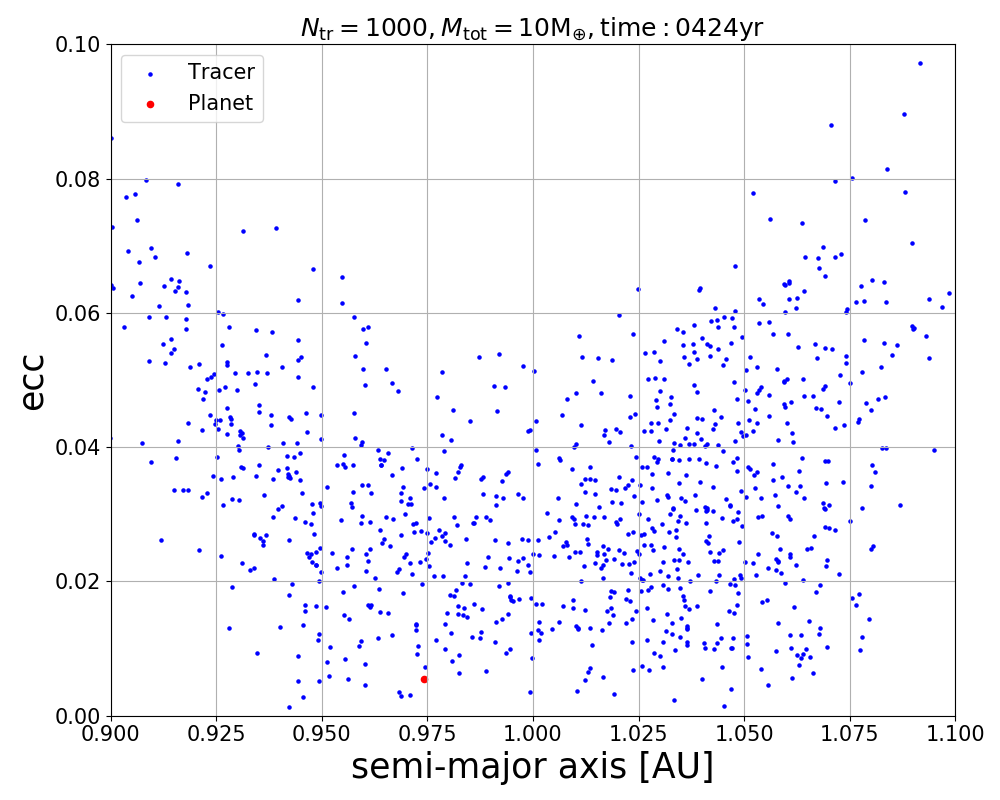 N_tr = 1000, M_tot = 10M_⊕, time : 0424yr
Tracer
Planet
0.10
0.08
0.06
0.04
0.02
0.00
ecc
0.900 0.925 0.950 0.975 1.000 1.025 1.050 1.075 1.100
semi-major axis [AU]